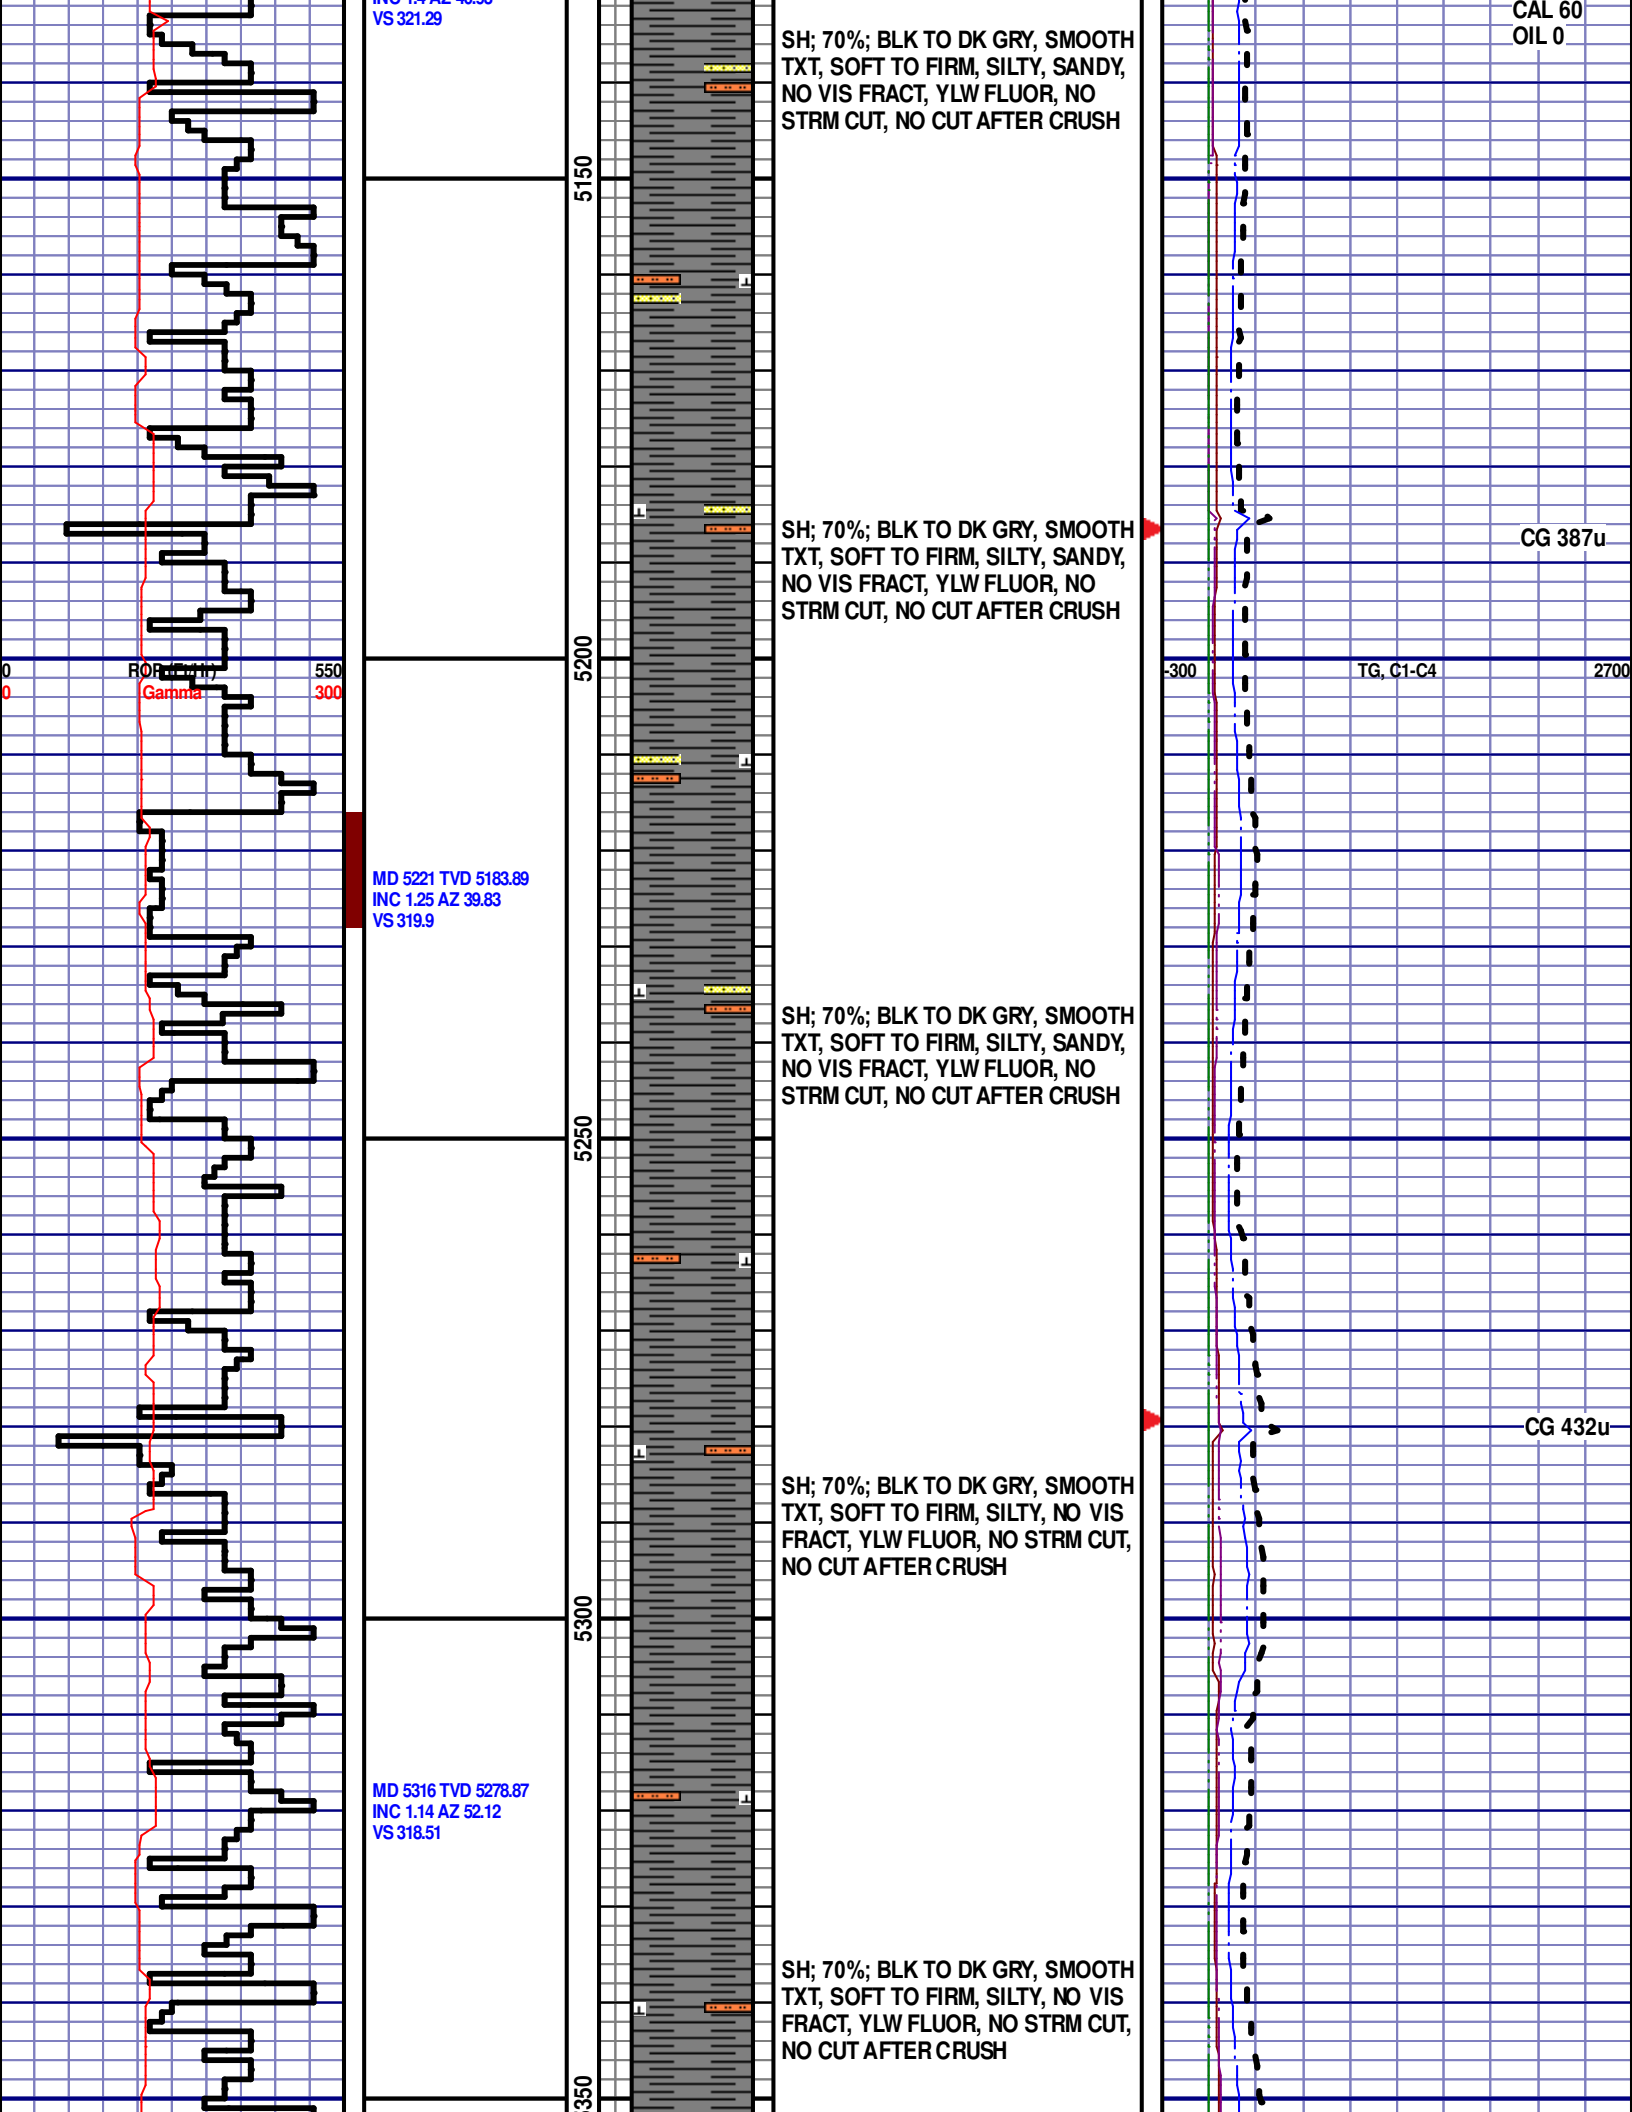 VS 321.29
CAL 60
OIL 0
SH; 70%; BLK TO DK GRY, SMOOTH
TXT, SOFT TO FIRM, SILTY, SANDY,
NO VIS FRACT, YLW FLUOR, NO
STRM CUT, NO CUT AFTER CRUSH
5150
SH; 70%; BLK TO DK GRY, SMOOTH
TXT, SOFT TO FIRM, SILTY, SANDY,
NO VIS FRACT, YLW FLUOR, NO
STRM CUT, NO CUT AFTER CRUSH
CG 387u
5200
0 ROP (Ft/Hr) 550
0 Gamma 300
-300 TG, C1-C4 2700
MD 5221 TVD 5183.89
INC 1.25 AZ 39.83
VS 319.9
SH; 70%; BLK TO DK GRY, SMOOTH
TXT, SOFT TO FIRM, SILTY, SANDY,
NO VIS FRACT, YLW FLUOR, NO
STRM CUT, NO CUT AFTER CRUSH
5250
CG 432u
SH; 70%; BLK TO DK GRY, SMOOTH
TXT, SOFT TO FIRM, SILTY, NO VIS
FRACT, YLW FLUOR, NO STRM CUT,
NO CUT AFTER CRUSH
5300
MD 5316 TVD 5278.87
INC 1.14 AZ 52.12
VS 318.51
SH; 70%; BLK TO DK GRY, SMOOTH
TXT, SOFT TO FIRM, SILTY, NO VIS
FRACT, YLW FLUOR, NO STRM CUT,
NO CUT AFTER CRUSH
350